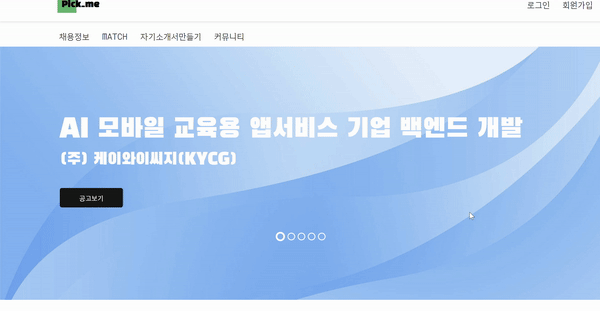 Pick.me
로그인 회원가입
채용정보 MATCH 자기소개서만들기 커뮤니티
AI 모바일 교육용 앱서비스 기업 백엔드 개발
(주) 케이와이씨지(KYCG)
공고보기